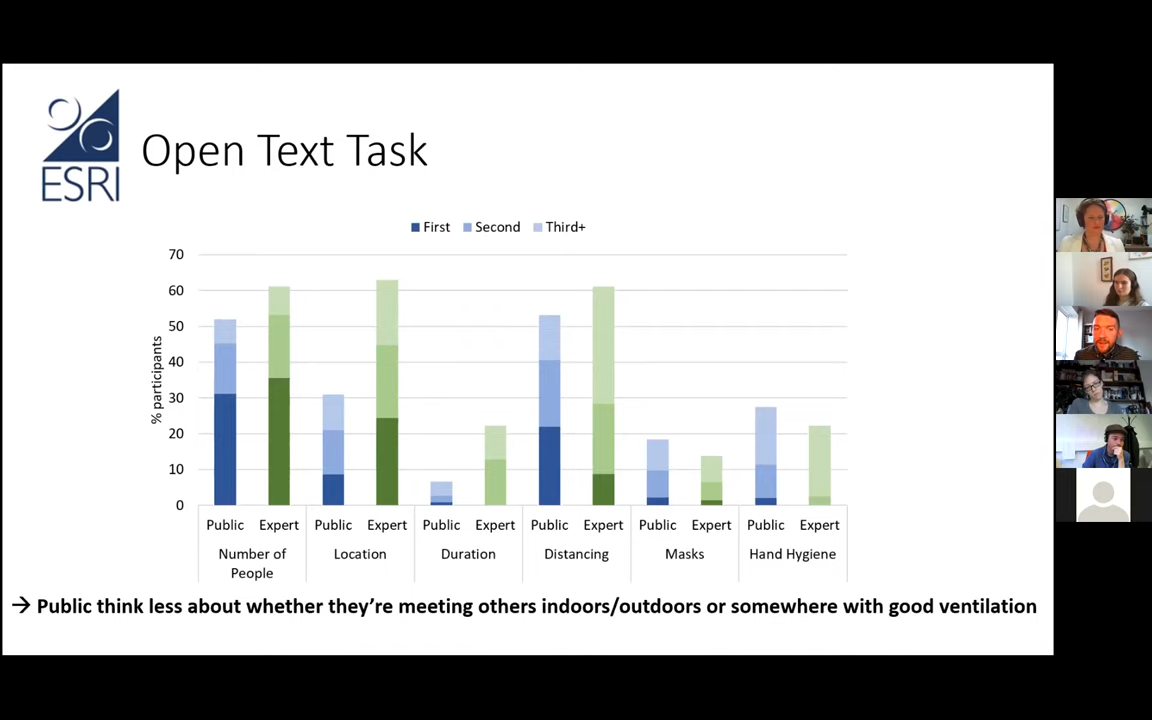 ESRI
Open Text Task
First Second Third+
70
60
50
40
30
20
10
0
% participants
Public Expert Public Expert Public Expert Public Expert Public Expert Public Expert
Number of People Location Duration Distancing Masks Hand Hygiene
→ Public think less about whether they're meeting others indoors/outdoors or somewhere with good ventilation